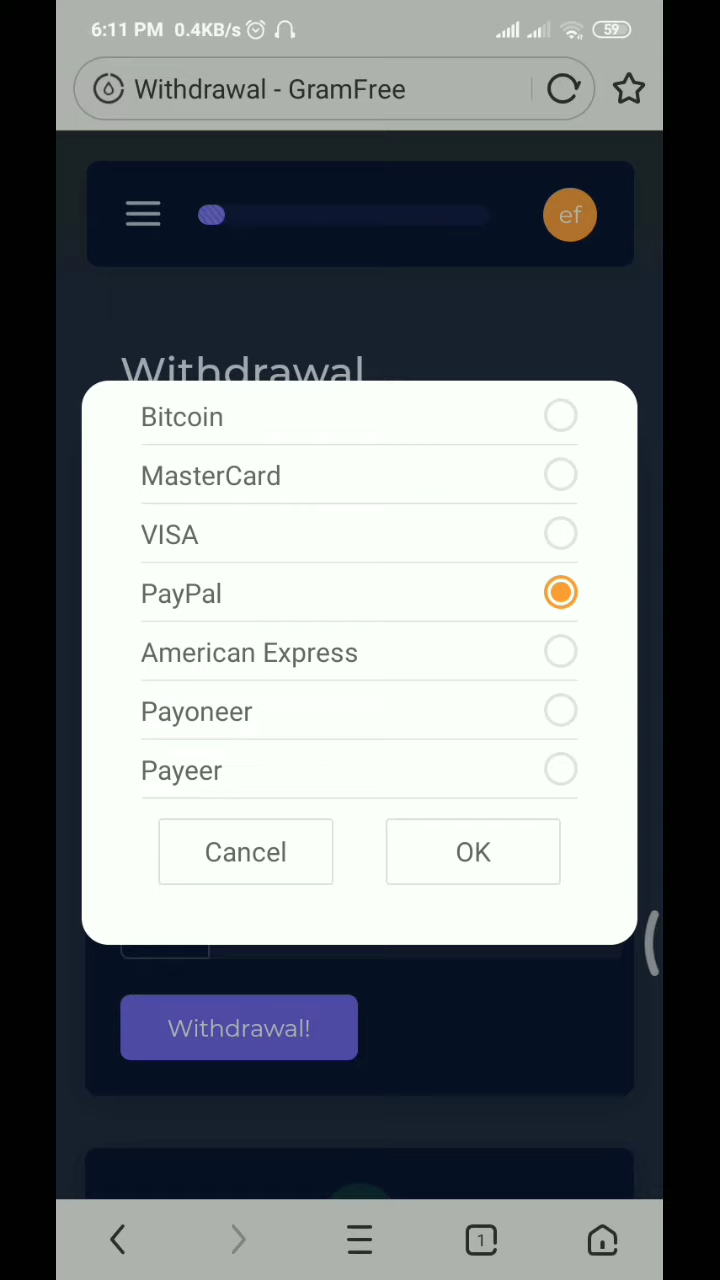 6:11 PM 0.4KB/s 59
Withdrawal - GramFree
ef
Withdrawal
Bitcoin
MasterCard
VISA
PayPal
American Express
Payoneer
Payeer
Cancel OK
Withdrawal!
1